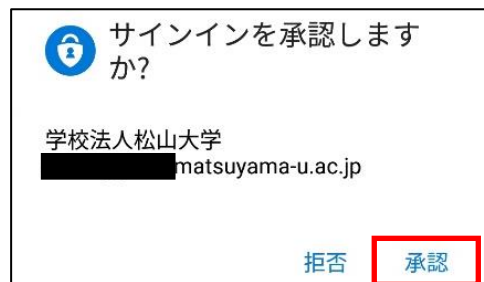 サインインを承認します
か?
学校法人松山大学
matsuyama-u.ac.jp
拒否 承認